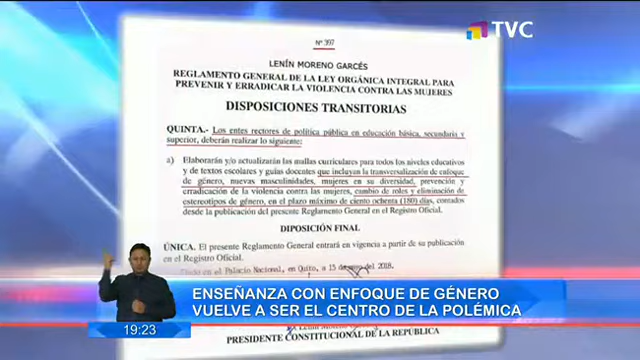 TVC
Nº 397
LENÍN MORENO GARCÉS
REGLAMENTO GENERAL DE LA LEY ORGÁNICA INTEGRAL PARA
PREVENIR Y ERRADICAR LA VIOLENCIA CONTRA LAS MUJERES
DISPOSICIONES TRANSITORIAS
QUINTA.- Los entes rectores de política pública en educación básica, secundaria y
superior, deberán realizar lo siguiente:
a) Elaborarán y/o actualizarán las mallas curriculares para todos los niveles educativos
y de textos escolares y guías docentes que incluyan la transversalización de enfoque
de género, nuevas masculinidades, mujeres en su diversidad, prevención y
erradicación de la violencia contra las mujeres, cambio de roles y eliminación de
estereotipos de género, en el plazo máximo de ciento ochenta (180) días, contados
desde la publicación del presente Reglamento General en el Registro Oficial.
DISPOSICIÓN FINAL
ÚNICA. El presente Reglamento General entrará en vigencia a partir de su publicación
en el Registro Oficial.
Dado en el Palacio Nacional, en Quito, a 15 de 2018.
ENSEÑANZA CON ENFOQUE DE GÉNERO
VUELVE A SER EL CENTRO DE LA POLÉMICA
19:23
PRESIDENTE CONSTITUCIONAL DE LA REPÚBLICA